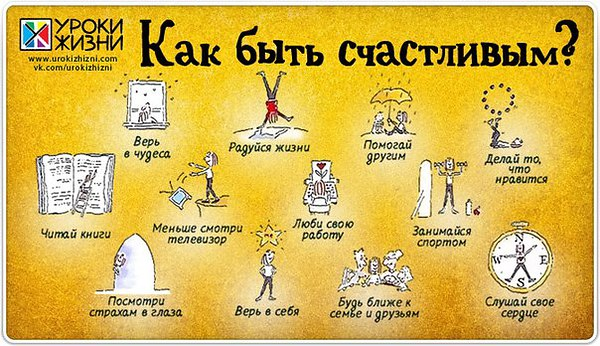 УРОКИ
ЖИЗНИ
www.urokizhizni.com
vk.com/urokizhizni
Как быть счастливым?
Верь
в чудеса
Радуйся жизни
Помогай
другим
Делай то,
что
нравится
Читай книги
Меньше смотри
телевизор
Люби свою
работу
Занимайся
спортом
Посмотри
страхам в глаза
me
Верь в себя
Будь ближе к
семье и друзьям
N
W
E
S
Слушай свое
сердце